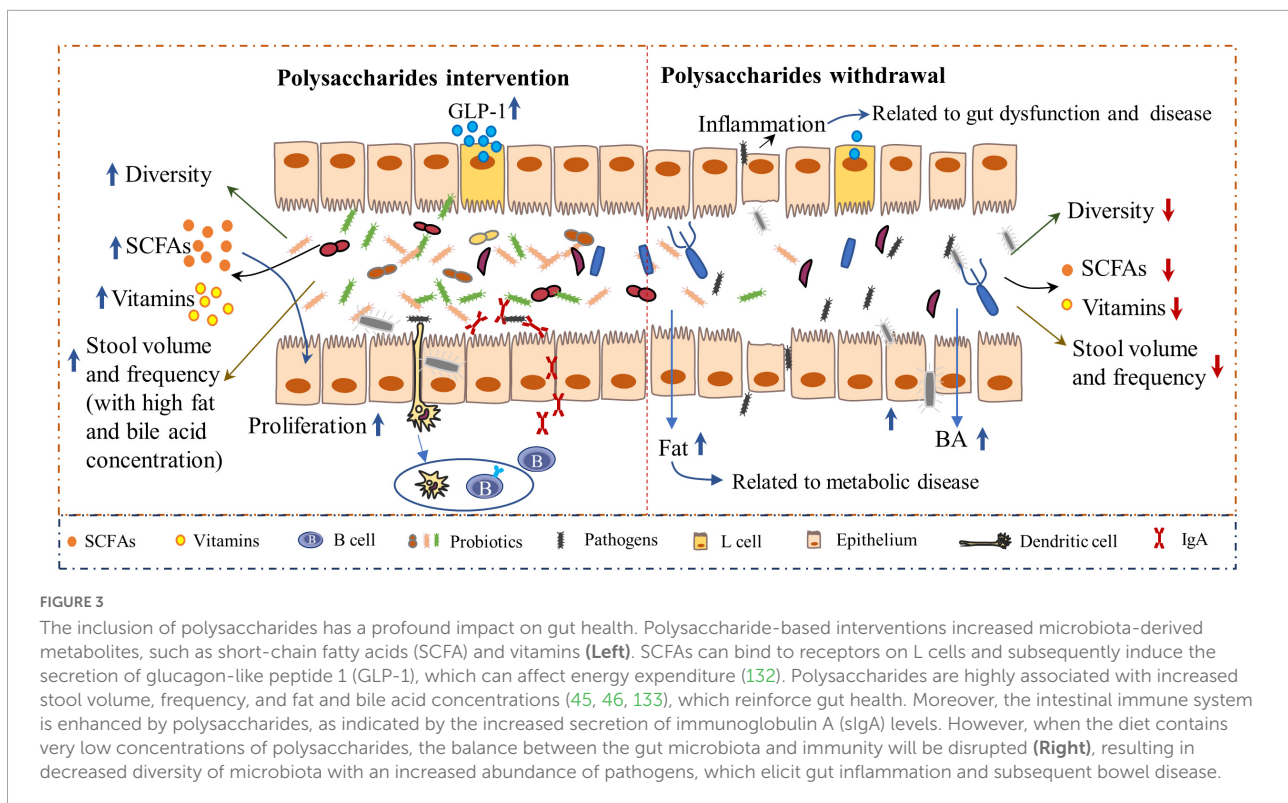 Polysaccharides intervention
GLP-1
Diversity
SCFAs
Vitamins
Stool volume
and frequency
(with high fat
and bile acid
concentration)
Proliferation
B
B
Polysaccharides withdrawal
Inflammation
Related to gut dysfunction and disease
Diversity
SCFAs
Vitamins
Stool volume
and frequency
Fat
BA
Related to metabolic disease
SCFAs
Vitamins
B
B cell
Probiotics
Pathogens
L cell
Epithelium
Dendritic cell
IgA
FIGURE 3
The inclusion of polysaccharides has a profound impact on gut health. Polysaccharide-based interventions increased microbiota-derived
metabolites, such as short-chain fatty acids (SCFA) and vitamins (Left). SCFAs can bind to receptors on L cells and subsequently induce the
secretion of glucagon-like peptide 1 (GLP-1), which can affect energy expenditure (132). Polysaccharides are highly associated with increased
stool volume, frequency, and fat and bile acid concentrations (45, 46, 133), which reinforce gut health. Moreover, the intestinal immune system
is enhanced by polysaccharides, as indicated by the increased secretion of immunoglobulin A (sIgA) levels. However, when the diet contains
very low concentrations of polysaccharides, the balance between the gut microbiota and immunity will be disrupted (Right), resulting in
decreased diversity of microbiota with an increased abundance of pathogens, which elicit gut inflammation and subsequent bowel disease.